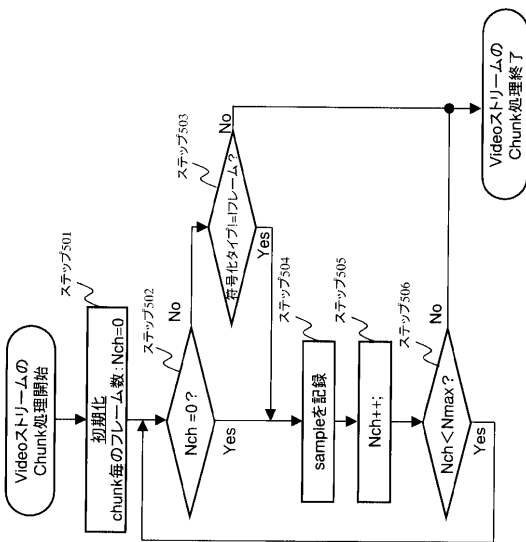 Videoストリームの
Chunk処理開始
ステップ501
初期化
chunk毎のフレーム数:Nch=0
ステップ502
Nch =0?
No
Yes
ステップ503
符号化タイプ!=Iフレーム?
No
Yes
ステップ504
sampleを記録
ステップ505
Nch++;
ステップ506
Nch<Nmax?
No
Yes
Videoストリームの
Chunk処理終了